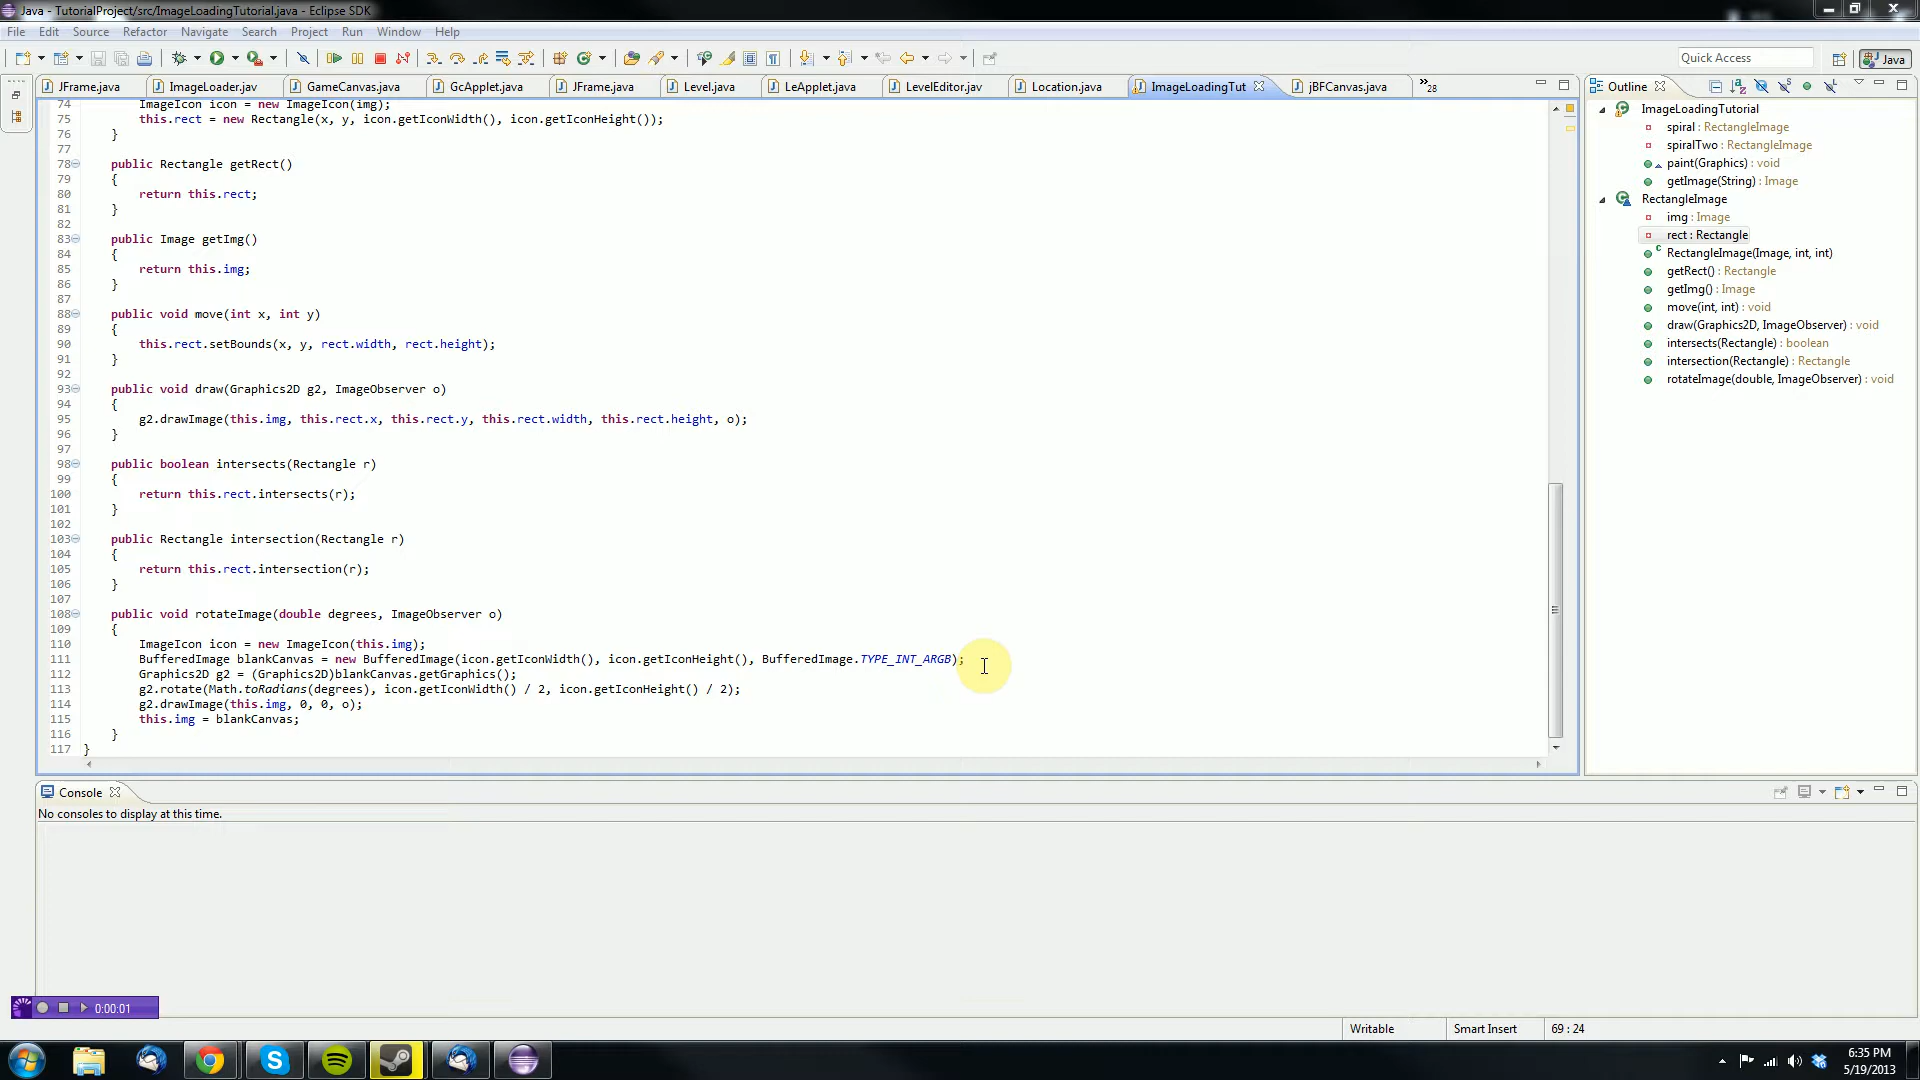 Java - TutorialProject/src/ImageLoadingTutorial.java - Eclipse SDK
File Edit Source Refactor Navigate Search Project Run Window Help
Quick Access
Java
JFrame.java ImageLoader.jav GameCanvas.java GcApplet.java JFrame.java Level.java LeApplet.java LevelEditor.jav Location.java ImageLoadingTut jBFCanvas.java »28
Outline
74 ImageIcon icon = new ImageIcon(img);
75 this.rect = new Rectangle(x, y, icon.getIconWidth(), icon.getIconHeight());
76 }
77
78 public Rectangle getRect()
79 {
80 return this.rect;
81 }
82
83 public Image getImg()
84 {
85 return this.img;
86 }
87
88 public void move(int x, int y)
89 {
90 this.rect.setBounds(x, y, rect.width, rect.height);
91 }
92
93 public void draw(Graphics2D g2, ImageObserver o)
94 {
95 g2.drawImage(this.img, this.rect.x, this.rect.y, this.rect.width, this.rect.height, o);
96 }
97
98 public boolean intersects(Rectangle r)
99 {
100 return this.rect.intersects(r);
101 }
102
103 public Rectangle intersection(Rectangle r)
104 {
105 return this.rect.intersection(r);
106 }
107
108 public void rotateImage(double degrees, ImageObserver o)
109 {
110 ImageIcon icon = new ImageIcon(this.img);
111 BufferedImage blankCanvas = new BufferedImage(icon.getIconWidth(), icon.getIconHeight(), BufferedImage.TYPE_INT_ARGB);
112 Graphics2D g2 = (Graphics2D)blankCanvas.getGraphics();
113 g2.rotate(Math.toRadians(degrees), icon.getIconWidth() / 2, icon.getIconHeight() / 2);
114 g2.drawImage(this.img, 0, 0, o);
115 this.img = blankCanvas;
116 }
117 }
ImageLoadingTutorial
spiral : RectangleImage
spiralTwo : RectangleImage
paint(Graphics) : void
getImage(String) : Image
RectangleImage
img : Image
rect : Rectangle
RectangleImage(Image, int, int)
getRect() : Rectangle
getImg() : Image
move(int, int) : void
draw(Graphics2D, ImageObserver) : void
intersects(Rectangle) : boolean
intersection(Rectangle) : Rectangle
rotateImage(double, ImageObserver) : void
Console
No consoles to display at this time.
0:00:01
Writable Smart Insert 69 : 24
6:35 PM
5/19/2013